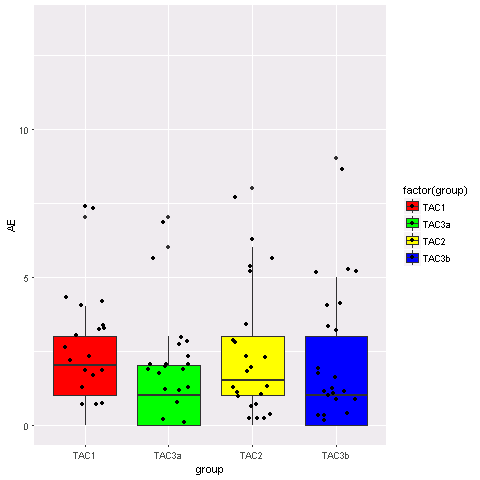 AE
10
5
0
TAC1 TAC3a TAC2 TAC3b
group
factor(group)
TAC1
TAC3a
TAC2
TAC3b